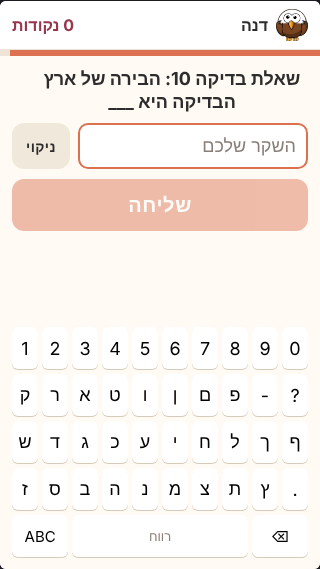 דנה
0 נקודות
שאלת בדיקה 10: הבירה של ארץ
הבדיקה היא ___
השקר שלכם
ניקוי
שליחה
1 2 3 4 5 6 7 8 9 0
ק ר א ט ו ן ם פ - ?
ש ד ג כ ע י ח ל ך ף
ז ס ב ה נ מ צ ת ץ .
ABC רווח